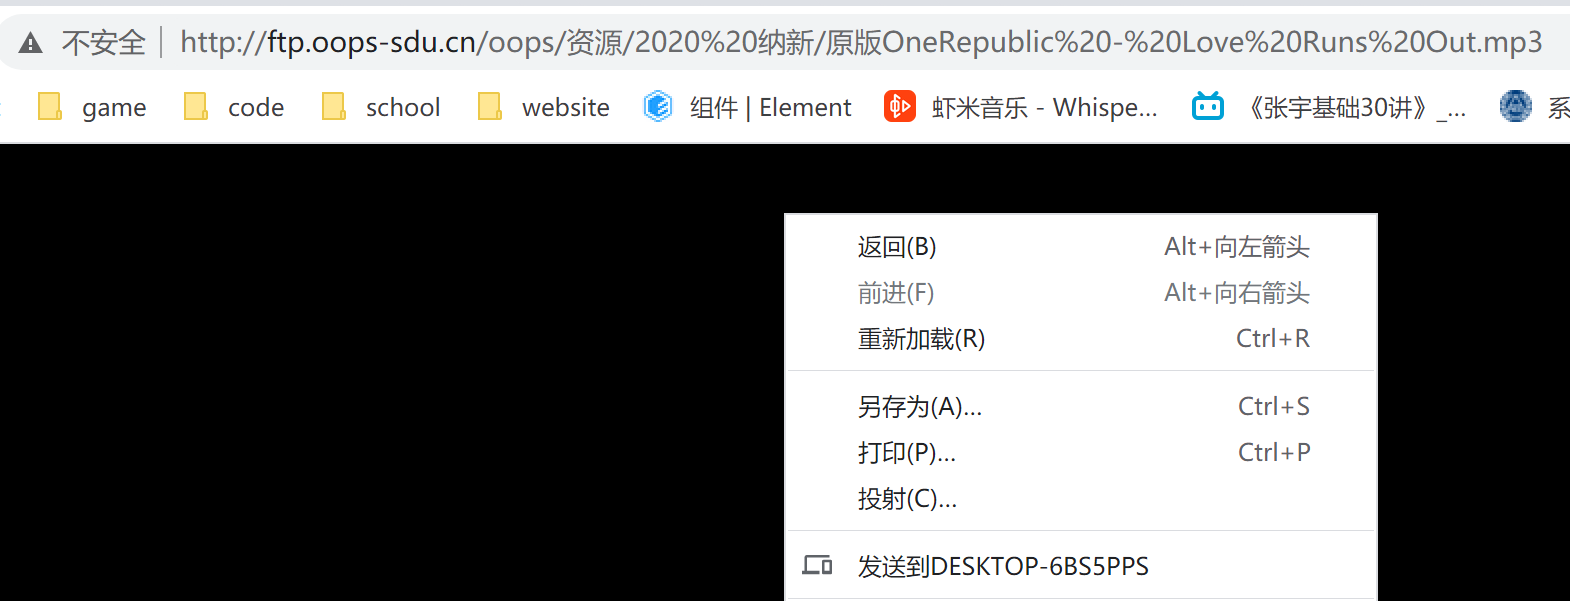 不安全 | http://ftp.oops-sdu.cn/oops/资源/2020%20纳新/原版OneRepublic%20-%20Love%20Runs%20Out.mp3
game code school website 组件 | Element 虾米音乐 - Whispe... 《张宇基础30讲》_... 系
返回(B) Alt+向左箭头
前进(F) Alt+向右箭头
重新加载(R) Ctrl+R
另存为(A)... Ctrl+S
打印(P)... Ctrl+P
投射(C)...
发送到DESKTOP-6BS5PPS